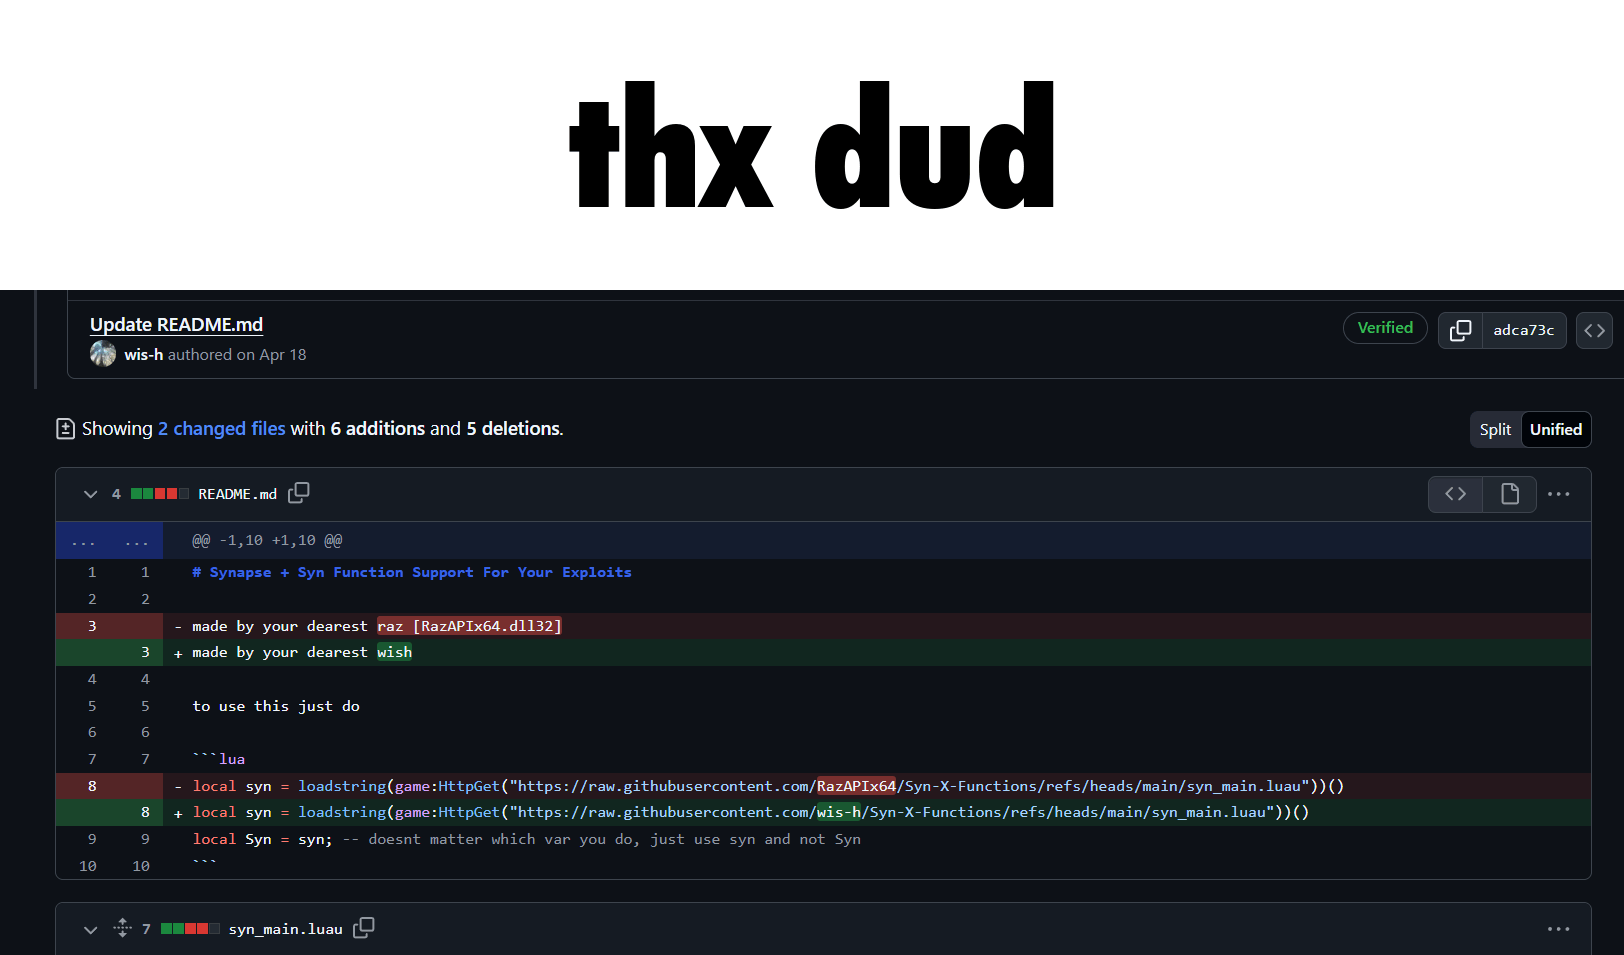 thx dud
Update README.md
wis-h authored on Apr 18
Verified
adca73c
Showing 2 changed files with 6 additions and 5 deletions.
Split Unified
4 README.md
... ... @@ -1,10 +1,10 @@
1 1 # Synapse + Syn Function Support For Your Exploits
2 2
3 - made by your dearest raz [RazAPIx64.dll32]
3 + made by your dearest wish
4 4
5 5 to use this just do
6 6
7 7 ```lua
8 - local syn = loadstring(game:HttpGet("https://raw.githubusercontent.com/RazAPIx64/Syn-X-Functions/refs/heads/main/syn_main.luau"))()
8 + local syn = loadstring(game:HttpGet("https://raw.githubusercontent.com/wis-h/Syn-X-Functions/refs/heads/main/syn_main.luau"))()
9 9 local Syn = syn; -- doesnt matter which var you do, just use syn and not Syn
10 10 ```
7 syn_main.luau